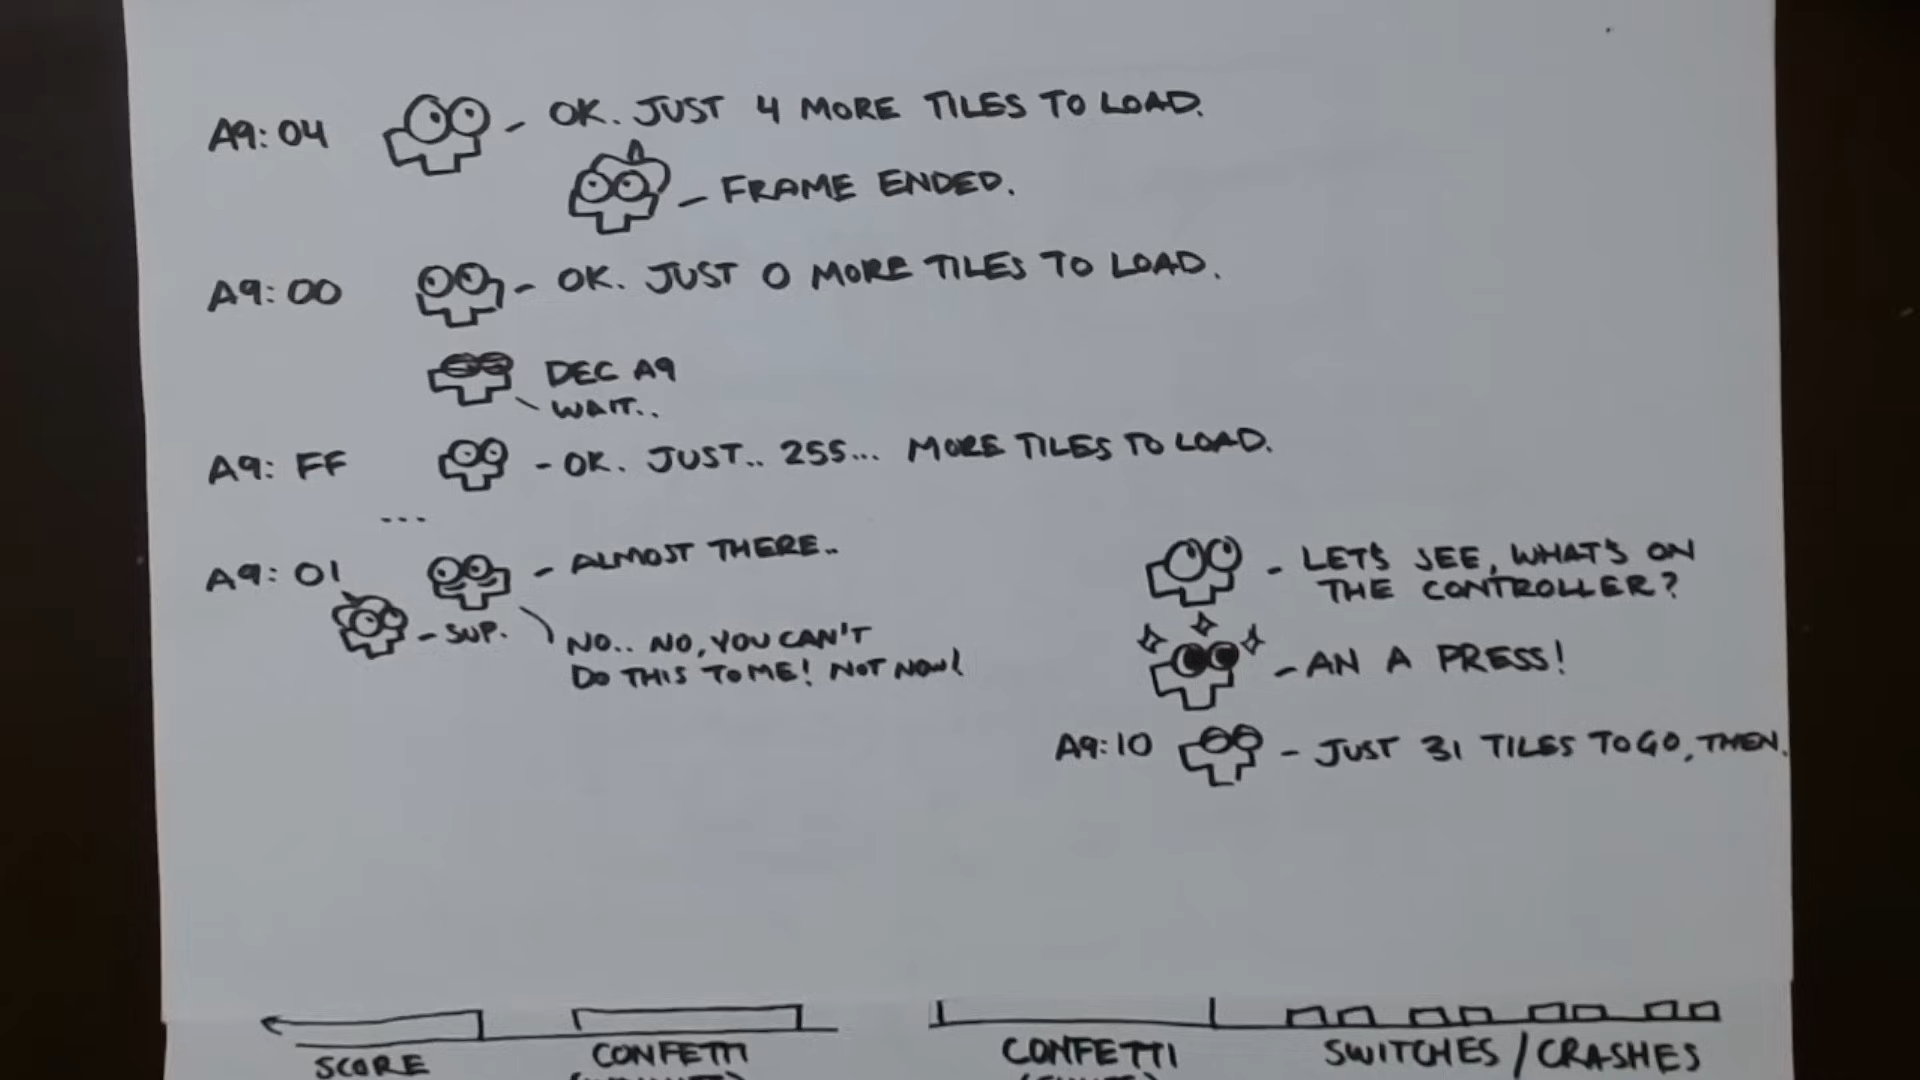 A9:04 - OK. JUST 4 MORE TILES TO LOAD.
- FRAME ENDED.
A9:00 - OK. JUST 0 MORE TILES TO LOAD.
DEC A9
WAIT..
A9: FF - OK. JUST.. 255... MORE TILES TO LOAD.
...
A9: 01 - ALMOST THERE..
- SUP.
NO.. NO, YOU CAN'T
DO THIS TO ME! NOT NOW!
- LET'S SEE, WHAT'S ON
THE CONTROLLER?
- AN A PRESS!
A9:10 - JUST 31 TILES TO GO, THEN.
SCORE
CONFETTI
CONFETTI
SWITCHES / CRASHES